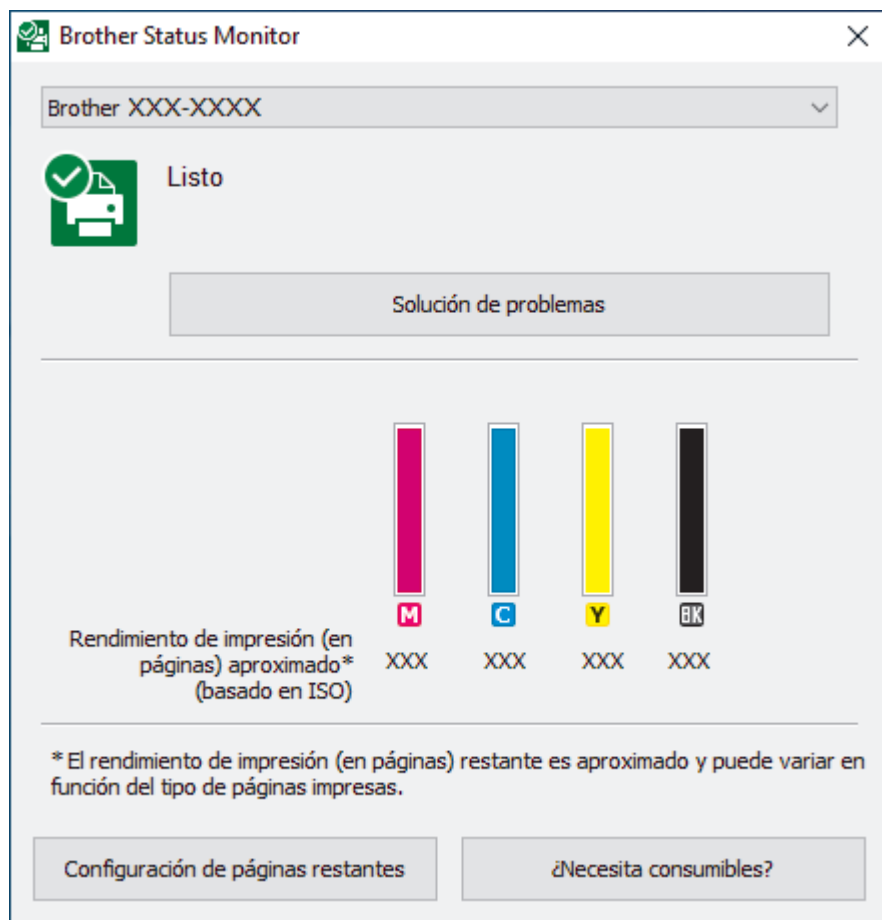 Brother Status Monitor
Brother XXX-XXXX
Listo
Solución de problemas
M C Y BK
Rendimiento de impresión (en
páginas) aproximado*
(basado en ISO)
XXX XXX XXX XXX
* El rendimiento de impresión (en páginas) restante es aproximado y puede variar en
función del tipo de páginas impresas.
Configuración de páginas restantes
¿Necesita consumibles?